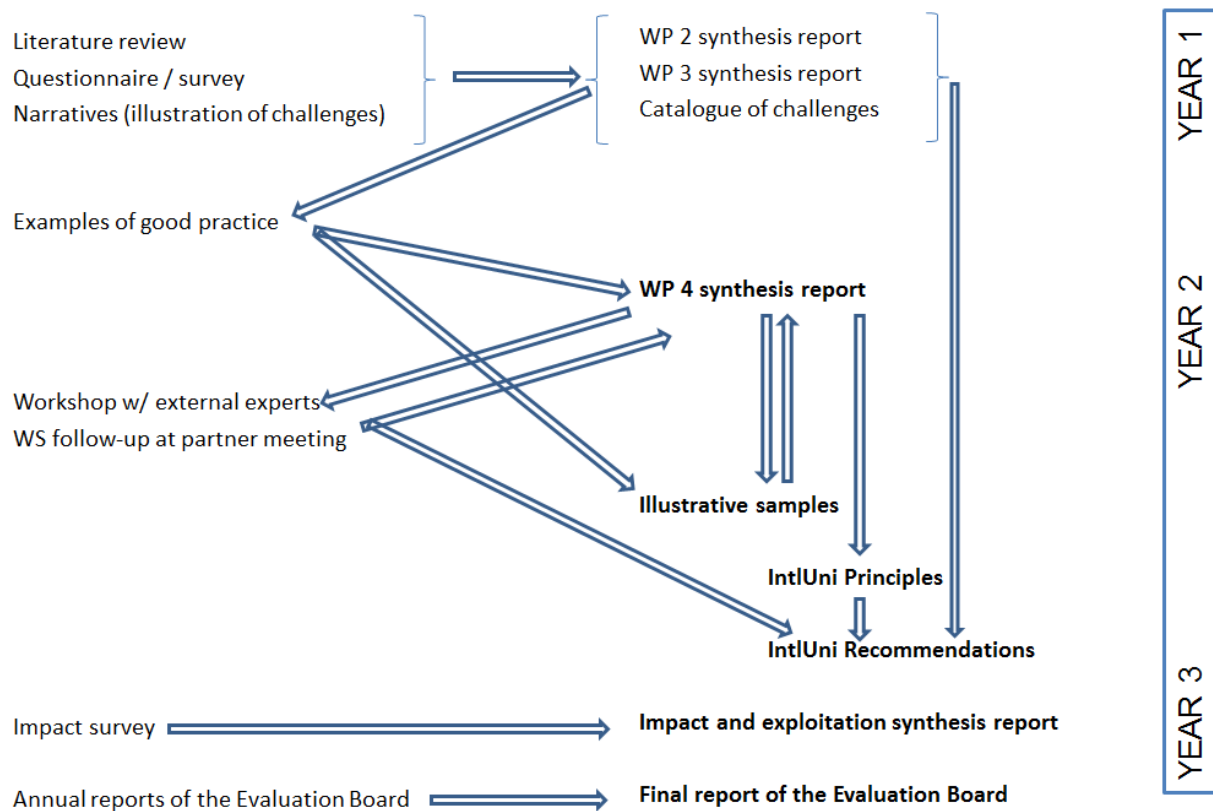 Literature review
Questionnaire / survey
Narratives (illustration of challenges)
WP 2 synthesis report
WP 3 synthesis report
Catalogue of challenges
YEAR 1
Examples of good practice
WP 4 synthesis report
YEAR 2
Workshop w/ external experts
WS follow-up at partner meeting
Illustrative samples
IntlUni Principles
IntlUni Recommendations
YEAR 3
Impact survey
Impact and exploitation synthesis report
Annual reports of the Evaluation Board
Final report of the Evaluation Board